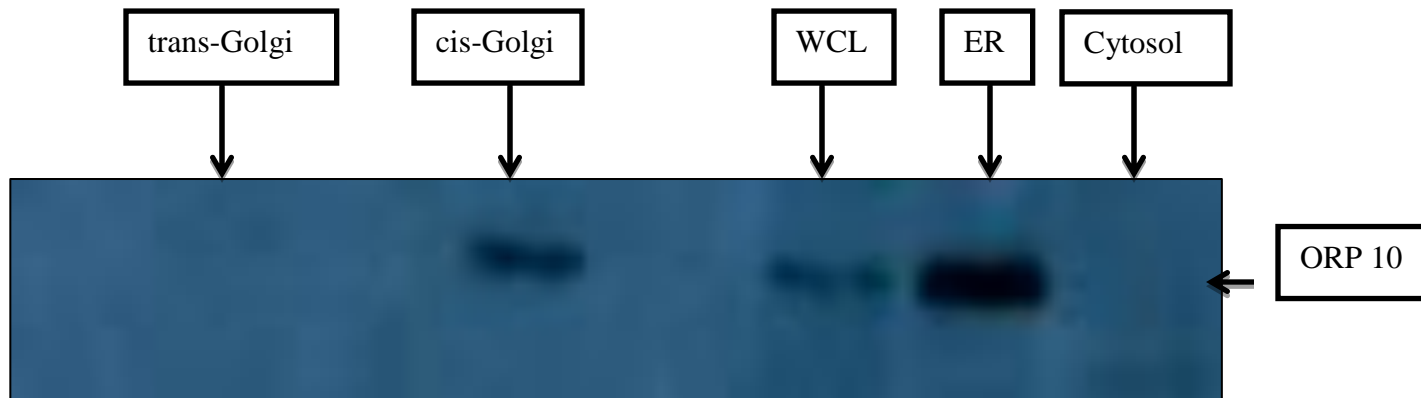 trans-Golgi
cis-Golgi
WCL
ER
Cytosol
ORP 10